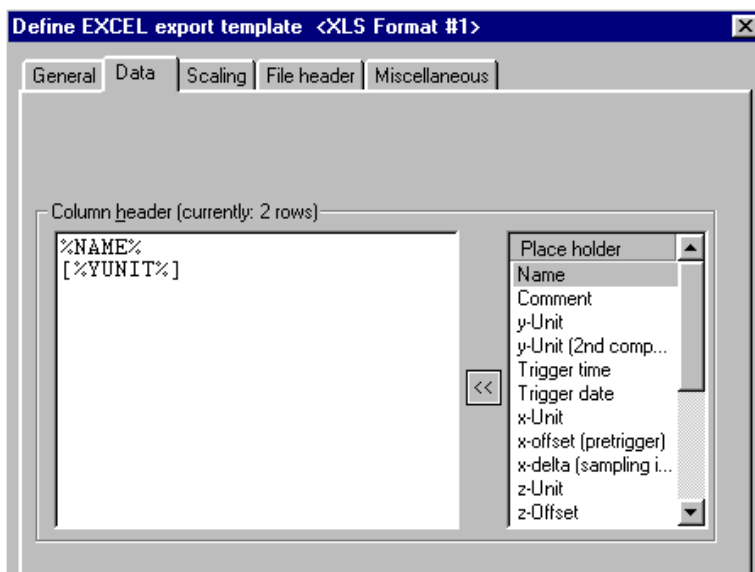 Define EXCEL export template <XLS Format #1>
General Data Scaling File header Miscellaneous
Column header (currently: 2 rows)
%NAME%
[%YUNIT%]
<<
Place holder
Name
Comment
y-Unit
y-Unit (2nd comp...
Trigger time
Trigger date
x-Unit
x-offset (pretrigger)
x-delta (sampling i...
z-Unit
z-Offset